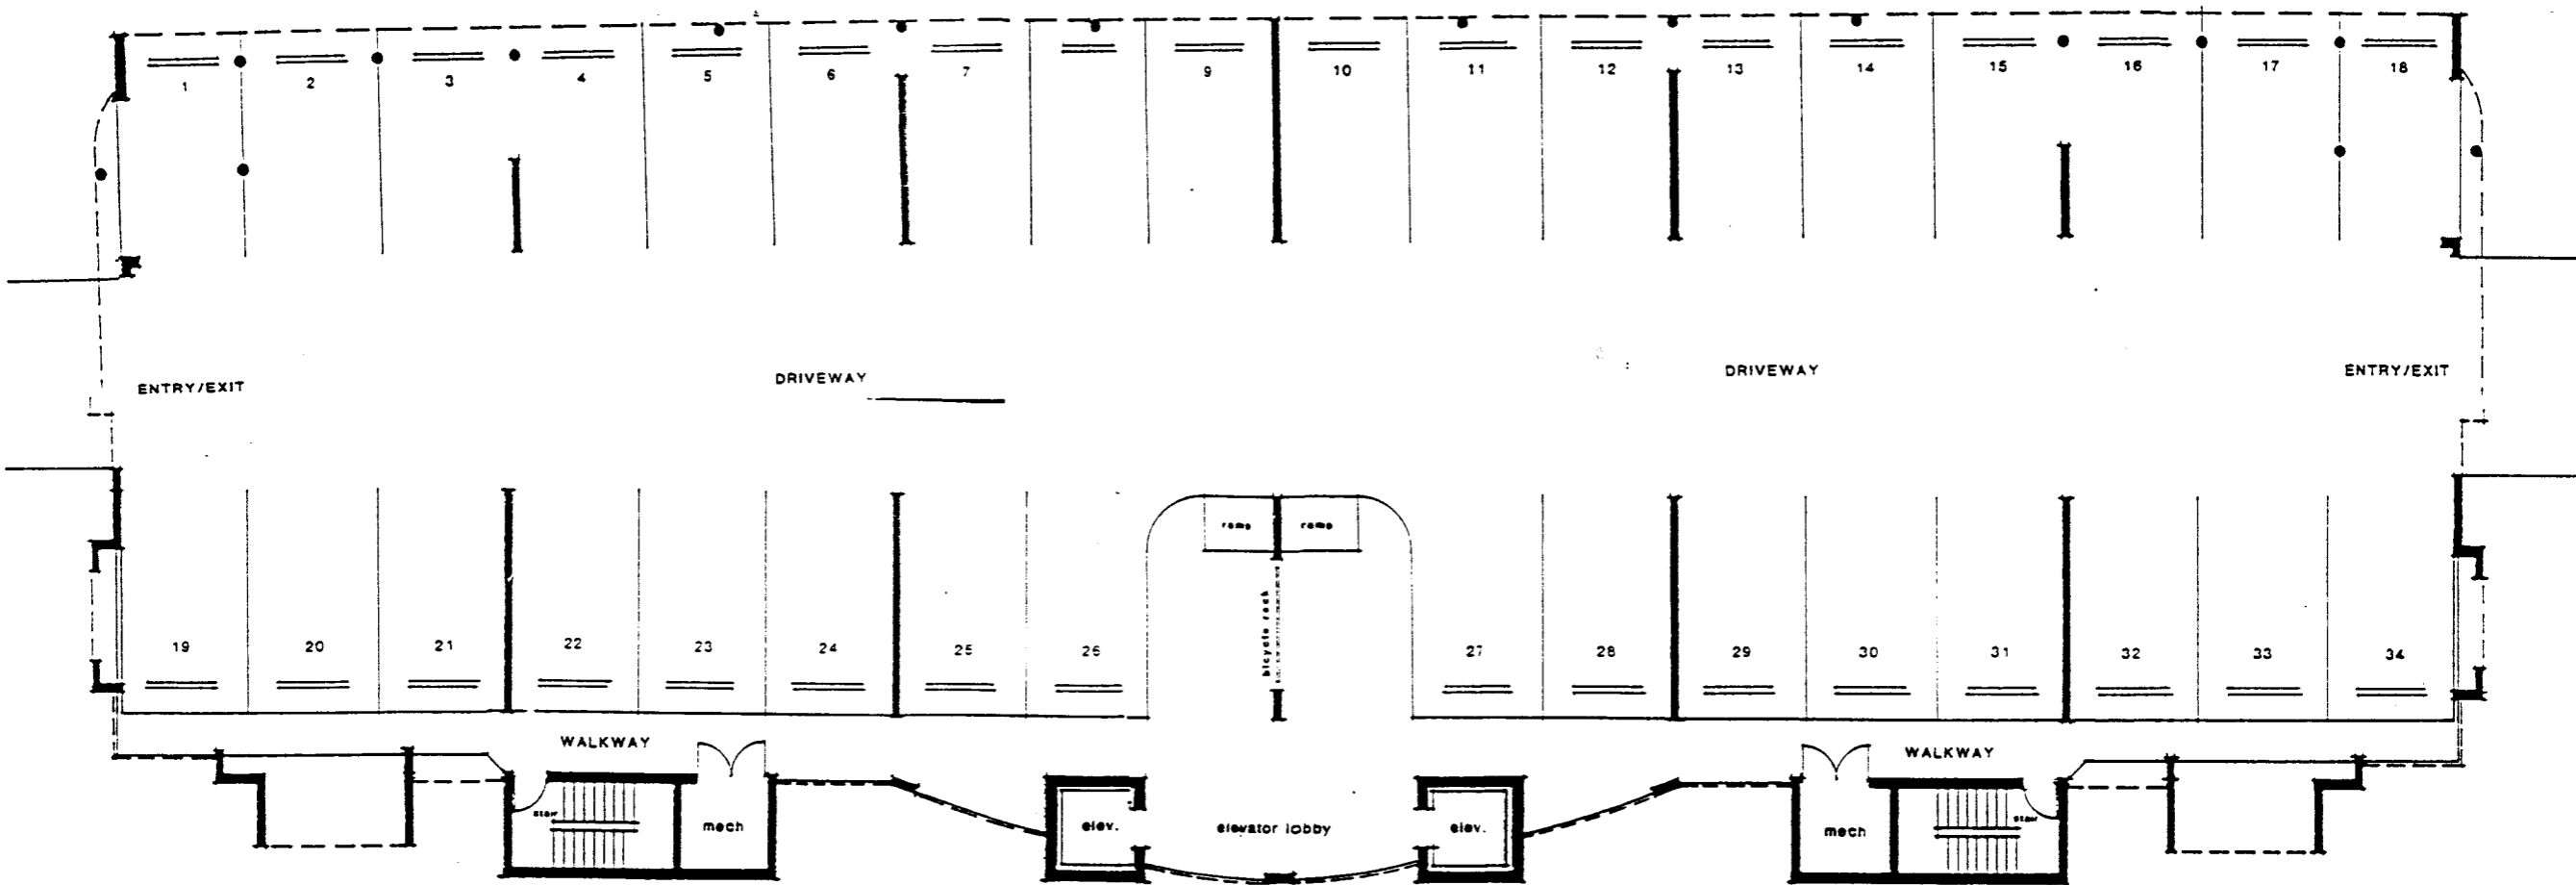 1 2 3 4 5 6 7 9 10 11 12 13 14 15 16 17 18
ENTRY/EXIT DRIVEWAY DRIVEWAY ENTRY/EXIT
ramp ramp
bicycle rack
19 20 21 22 23 24 25 26 27 28 29 30 31 32 33 34
WALKWAY WALKWAY
stair mech elev. elevator lobby elev. mech stair